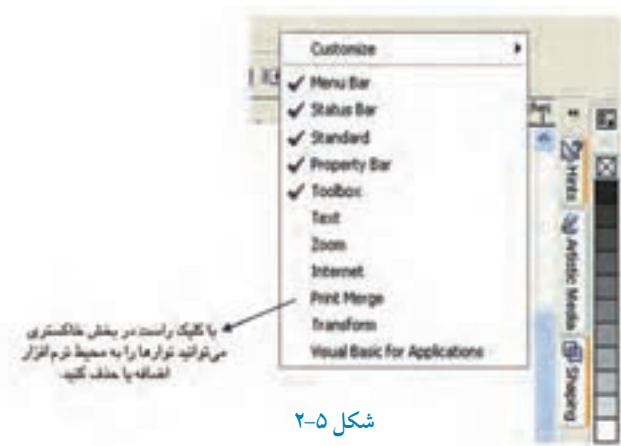 Customize
Menu Bar
Status Bar
Standard
Property Bar
Toolbox
Text
Zoom
Internet
Print Merge
Transform
Visual Basic for Applications
Hints
Artistic Media
Shaping
با کلیک راست در بخش خاکستری
می‌توانید نوارها را به محیط نرم افزار
اضافه یا حذف کنید.
شکل ۵-۲